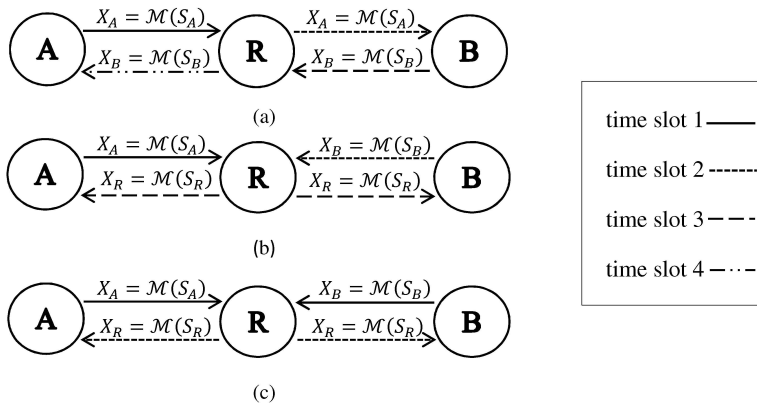 X_A = ℳ(S_A) X_A = ℳ(S_A)
A R B
X_B = ℳ(S_B) X_B = ℳ(S_B)
(a)
X_A = ℳ(S_A) X_B = ℳ(S_B)
A R B
X_R = ℳ(S_R) X_R = ℳ(S_R)
(b)
X_A = ℳ(S_A) X_B = ℳ(S_B)
A R B
X_R = ℳ(S_R) X_R = ℳ(S_R)
(c)
time slot 1
time slot 2
time slot 3
time slot 4